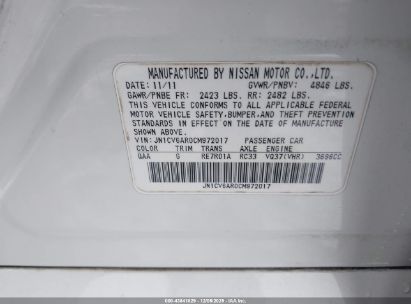 MANUFACTURED BY NISSAN MOTOR CO.,LTD.
DATE: 11/11 GVWR/PNBV: 4846 LBS.
GAWR/PNBE FR: 2423 LBS. RR: 2482 LBS.
THIS VEHICLE CONFORMS TO ALL APPLICABLE FEDERAL
MOTOR VEHICLE SAFETY,BUMPER,AND THEFT PREVENTION
STANDARDS IN EFFECT ON THE DATE OF MANUFACTURE
SHOWN ABOVE.
VIN: JN1CV6AR0CM972017 PASSENGER CAR
COLOR TRIM TRANS AXLE ENGINE
QAA G RE7R01A RC33 VQ37(VHR) 3696CC
JN1CV6AR0CM972017